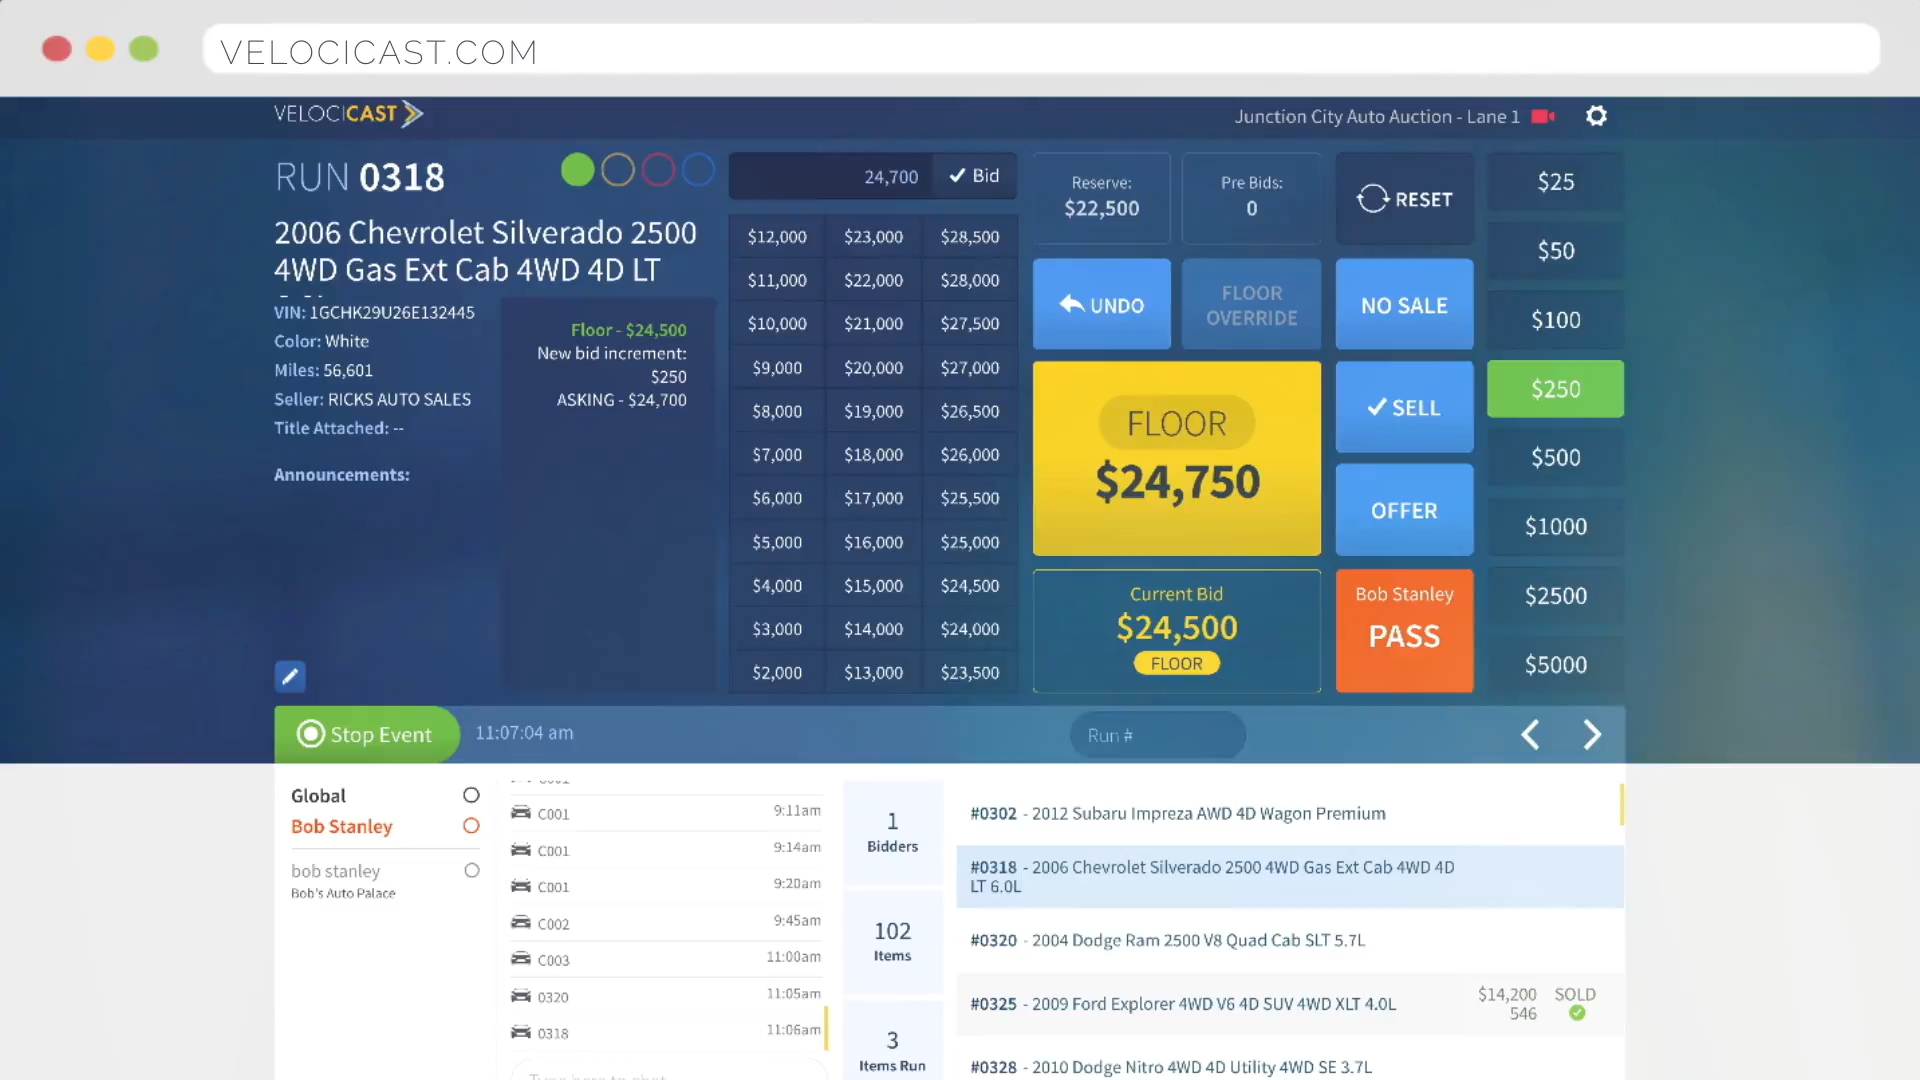 VELOCICAST.COM
VELOCICAST
Junction City Auto Auction - Lane 1
RUN 0318
2006 Chevrolet Silverado 2500
4WD Gas Ext Cab 4WD 4D LT
VIN: 1GCHK29U26E132445
Color: White
Miles: 56,601
Seller: RICKS AUTO SALES
Title Attached: --
Announcements:
Floor - $24,500
New bid increment:
$250
ASKING - $24,700
24,700 Bid
$12,000 $23,000 $28,500
$11,000 $22,000 $28,000
$10,000 $21,000 $27,500
$9,000 $20,000 $27,000
$8,000 $19,000 $26,500
$7,000 $18,000 $26,000
$6,000 $17,000 $25,500
$5,000 $16,000 $25,000
$4,000 $15,000 $24,500
$3,000 $14,000 $24,000
$2,000 $13,000 $23,500
Reserve:
$22,500
Pre Bids:
0
RESET
UNDO
FLOOR
OVERRIDE
NO SALE
FLOOR
$24,750
SELL
OFFER
Current Bid
$24,500
FLOOR
Bob Stanley
PASS
$25
$50
$100
$250
$500
$1000
$2500
$5000
Stop Event
11:07:04 am
Run #
Global
Bob Stanley
bob stanley
Bob's Auto Palace
C001 9:11am
C001 9:14am
C001 9:20am
C002 9:45am
C003 11:00am
0320 11:05am
0318 11:06am
1
Bidders
102
Items
3
Items Run
#0302 - 2012 Subaru Impreza AWD 4D Wagon Premium
#0318 - 2006 Chevrolet Silverado 2500 4WD Gas Ext Cab 4WD 4D
LT 6.0L
#0320 - 2004 Dodge Ram 2500 V8 Quad Cab SLT 5.7L
#0325 - 2009 Ford Explorer 4WD V6 4D SUV 4WD XLT 4.0L
$14,200 SOLD
546
#0328 - 2010 Dodge Nitro 4WD 4D Utility 4WD SE 3.7L